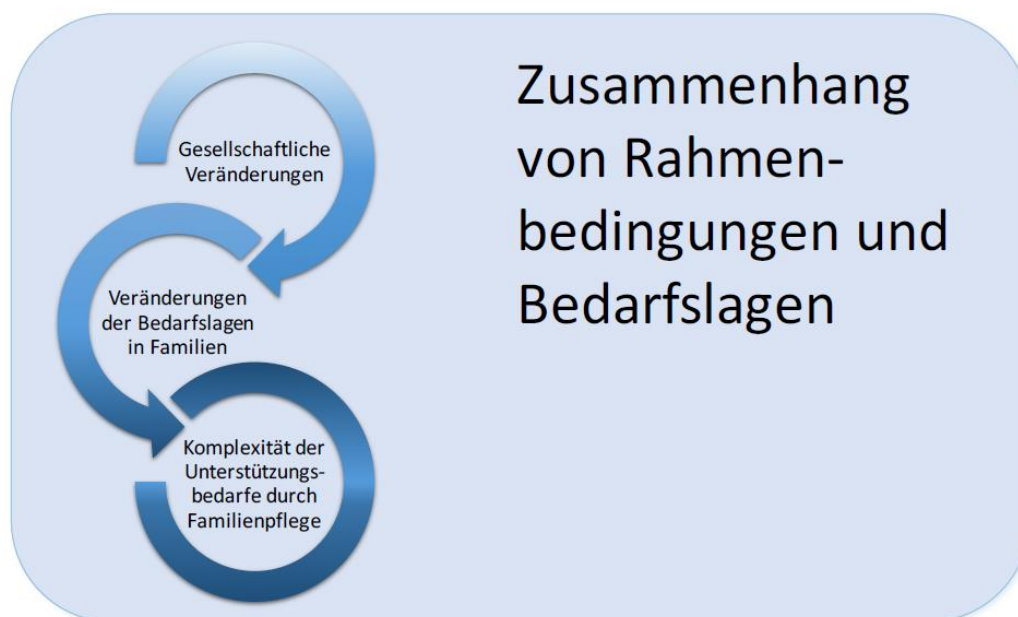 Zusammenhang
von Rahmen-
bedingungen und
Bedarfslagen
Gesellschaftliche
Veränderungen
Veränderungen
der Bedarfslagen
in Familien
Komplexität der
Unterstützungs-
bedarfe durch
Familienpflege